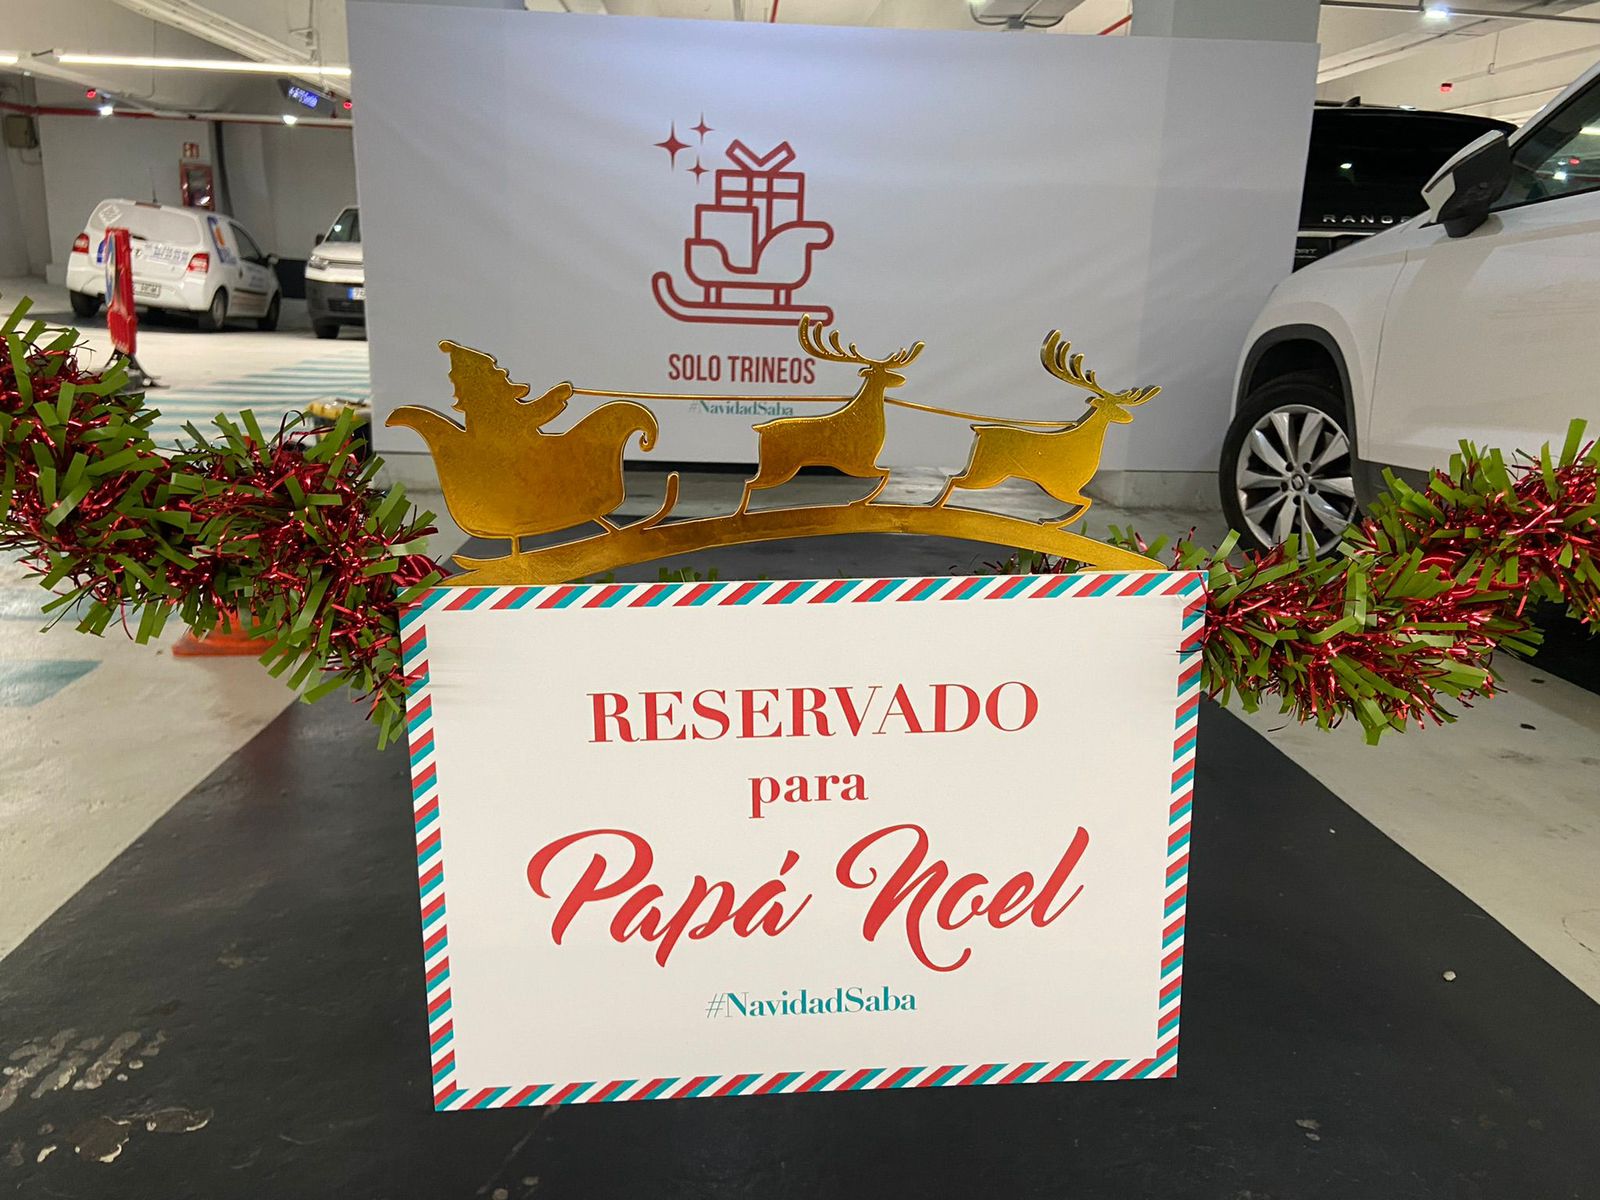 SOLO TRINEOS
#NavidadSaba
RESERVADO
para
Papá Noel
#NavidadSaba